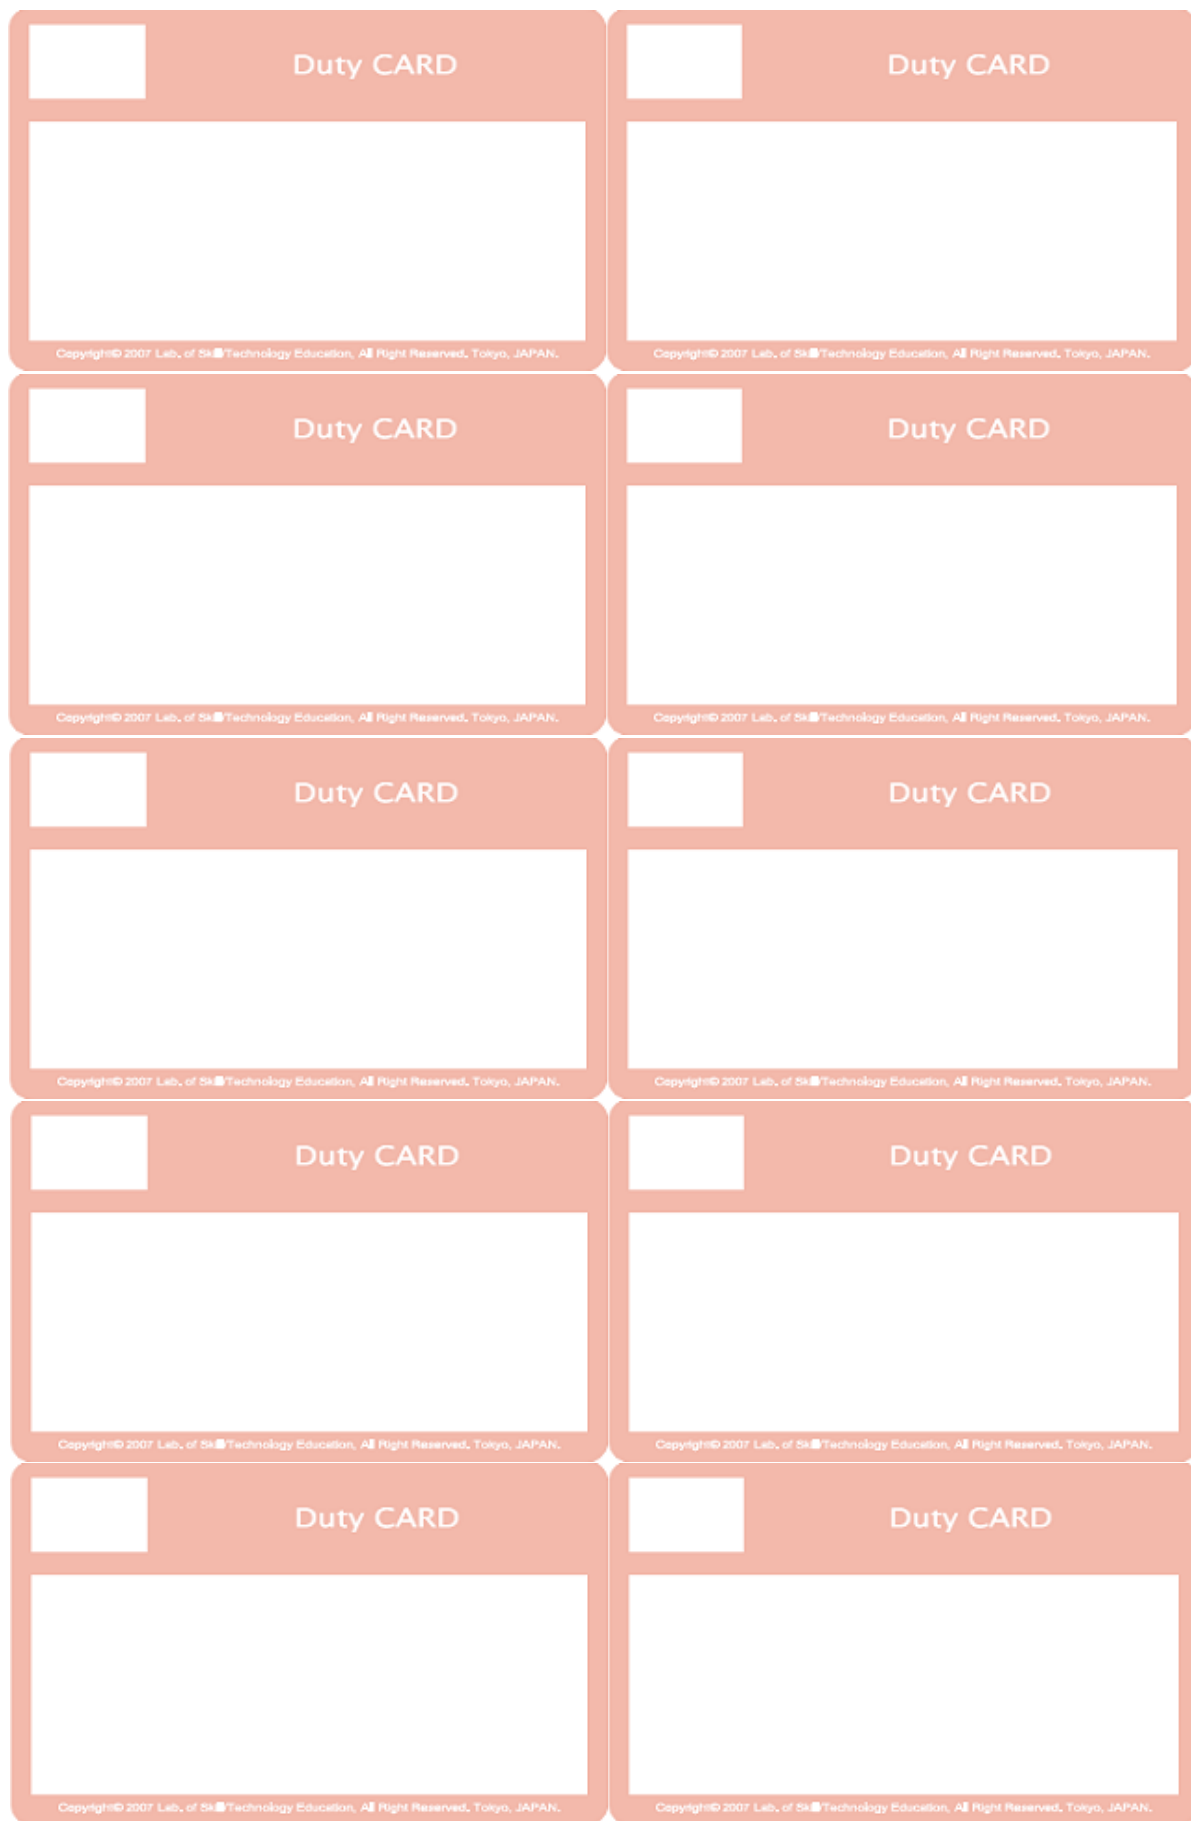 Duty CARD Duty CARD
Copyright© 2007 Lab. of Skill/Technology Education, All Right Reserved. Tokyo, JAPAN. Copyright© 2007 Lab. of Skill/Technology Education, All Right Reserved. Tokyo, JAPAN.
Duty CARD Duty CARD
Copyright© 2007 Lab. of Skill/Technology Education, All Right Reserved. Tokyo, JAPAN. Copyright© 2007 Lab. of Skill/Technology Education, All Right Reserved. Tokyo, JAPAN.
Duty CARD Duty CARD
Copyright© 2007 Lab. of Skill/Technology Education, All Right Reserved. Tokyo, JAPAN. Copyright© 2007 Lab. of Skill/Technology Education, All Right Reserved. Tokyo, JAPAN.
Duty CARD Duty CARD
Copyright© 2007 Lab. of Skill/Technology Education, All Right Reserved. Tokyo, JAPAN. Copyright© 2007 Lab. of Skill/Technology Education, All Right Reserved. Tokyo, JAPAN.
Duty CARD Duty CARD
Copyright© 2007 Lab. of Skill/Technology Education, All Right Reserved. Tokyo, JAPAN. Copyright© 2007 Lab. of Skill/Technology Education, All Right Reserved. Tokyo, JAPAN.